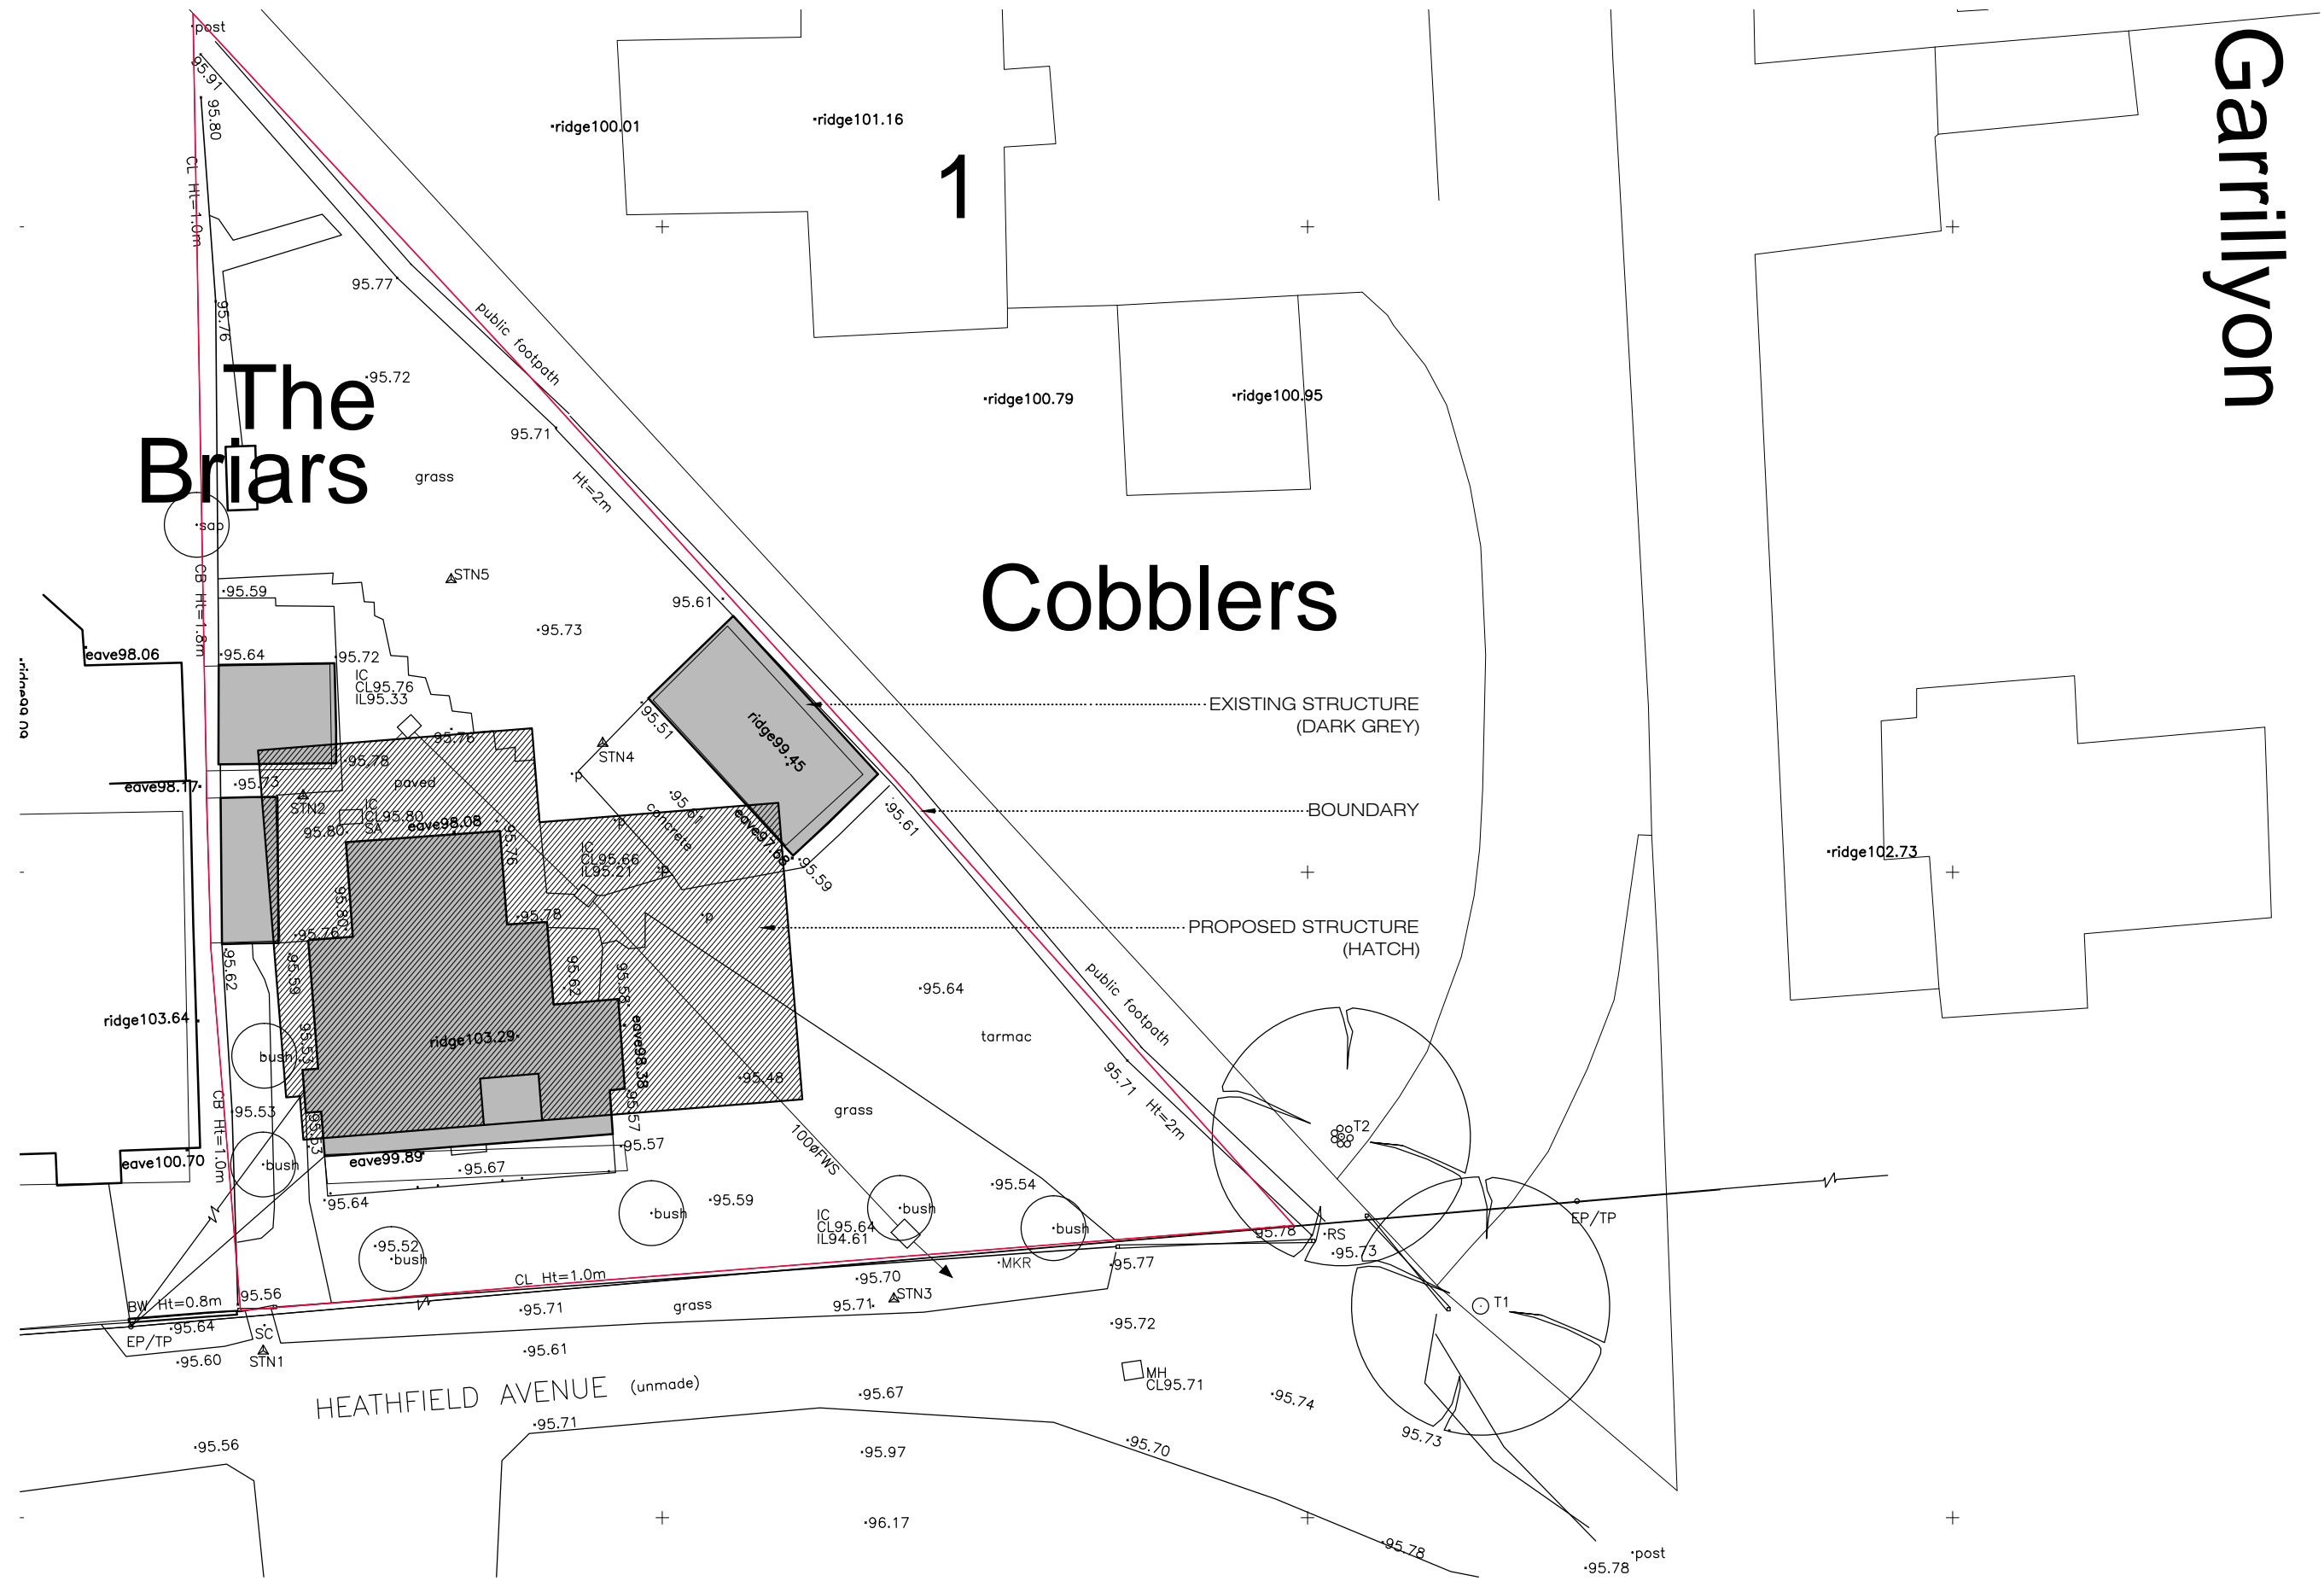 post
95.91
95.80
CL Ht=1.0m
ridge100.01
ridge101.16
1
Garrillyon
95.77
public footpath
95.76
95.72
The
Briars
95.71
grass
Ht=2m
ridge100.79
ridge100.95
sap
STN5
CB Ht=1.8m
95.59
95.61
Cobblers
95.73
eave98.06
95.64
95.72
IC
CL95.76
IL95.33
95.51
ridge99.45
EXISTING STRUCTURE
(DARK GREY)
95.76
STN4
95.78
p
eave98.17
95.73
paved
STN2
IC
CL95.80
SA
95.80
eave98.08
95.76
p
95.61
concrete
eave97.68
95.61
BOUNDARY
IC
CL95.66
IL95.21
p
95.59
ridge102.73
95.80
95.78
p
95.76
PROPOSED STRUCTURE
(HATCH)
95.62
95.59
95.62
95.58
95.64
public footpath
ridge103.64
95.53
ridge103.29
eave98.38
tarmac
bush
95.48
95.71
Ht=2m
CB Ht=1.0m
95.53
95.53
95.57
grass
T2
95.57
100øFWS
eave100.70
bush
eave99.89
95.67
95.54
95.64
bush
95.59
bush
IC
CL95.64
IL94.61
bush
EP/TP
95.78
RS
95.73
95.52
bush
MKR
95.77
CL Ht=1.0m
95.70
BW Ht=0.8m
95.56
95.71
grass
95.71
STN3
T1
95.64
EP/TP
SC
95.72
95.60
STN1
95.61
MH
CL95.71
HEATHFIELD AVENUE (unmade)
95.67
95.74
95.71
95.73
95.56
95.97
95.70
96.17
95.78
post
95.78